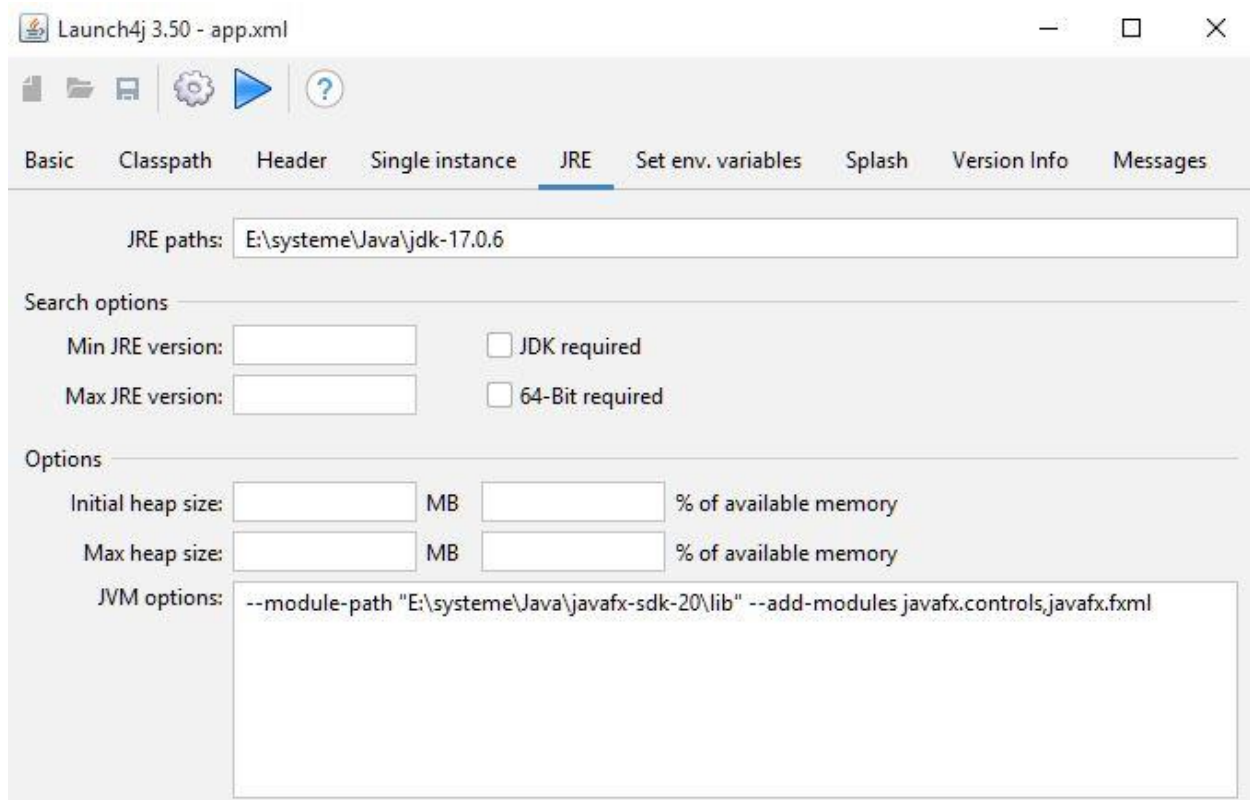 Launch4j 3.50 - app.xml
?
Basic Classpath Header Single instance JRE Set env. variables Splash Version Info Messages
JRE paths: E:\systeme\Java\jdk-17.0.6
Search options
Min JRE version: JDK required
Max JRE version: 64-Bit required
Options
Initial heap size: MB % of available memory
Max heap size: MB % of available memory
JVM options: --module-path "E:\systeme\Java\javafx-sdk-20\lib" --add-modules javafx.controls,javafx.fxml